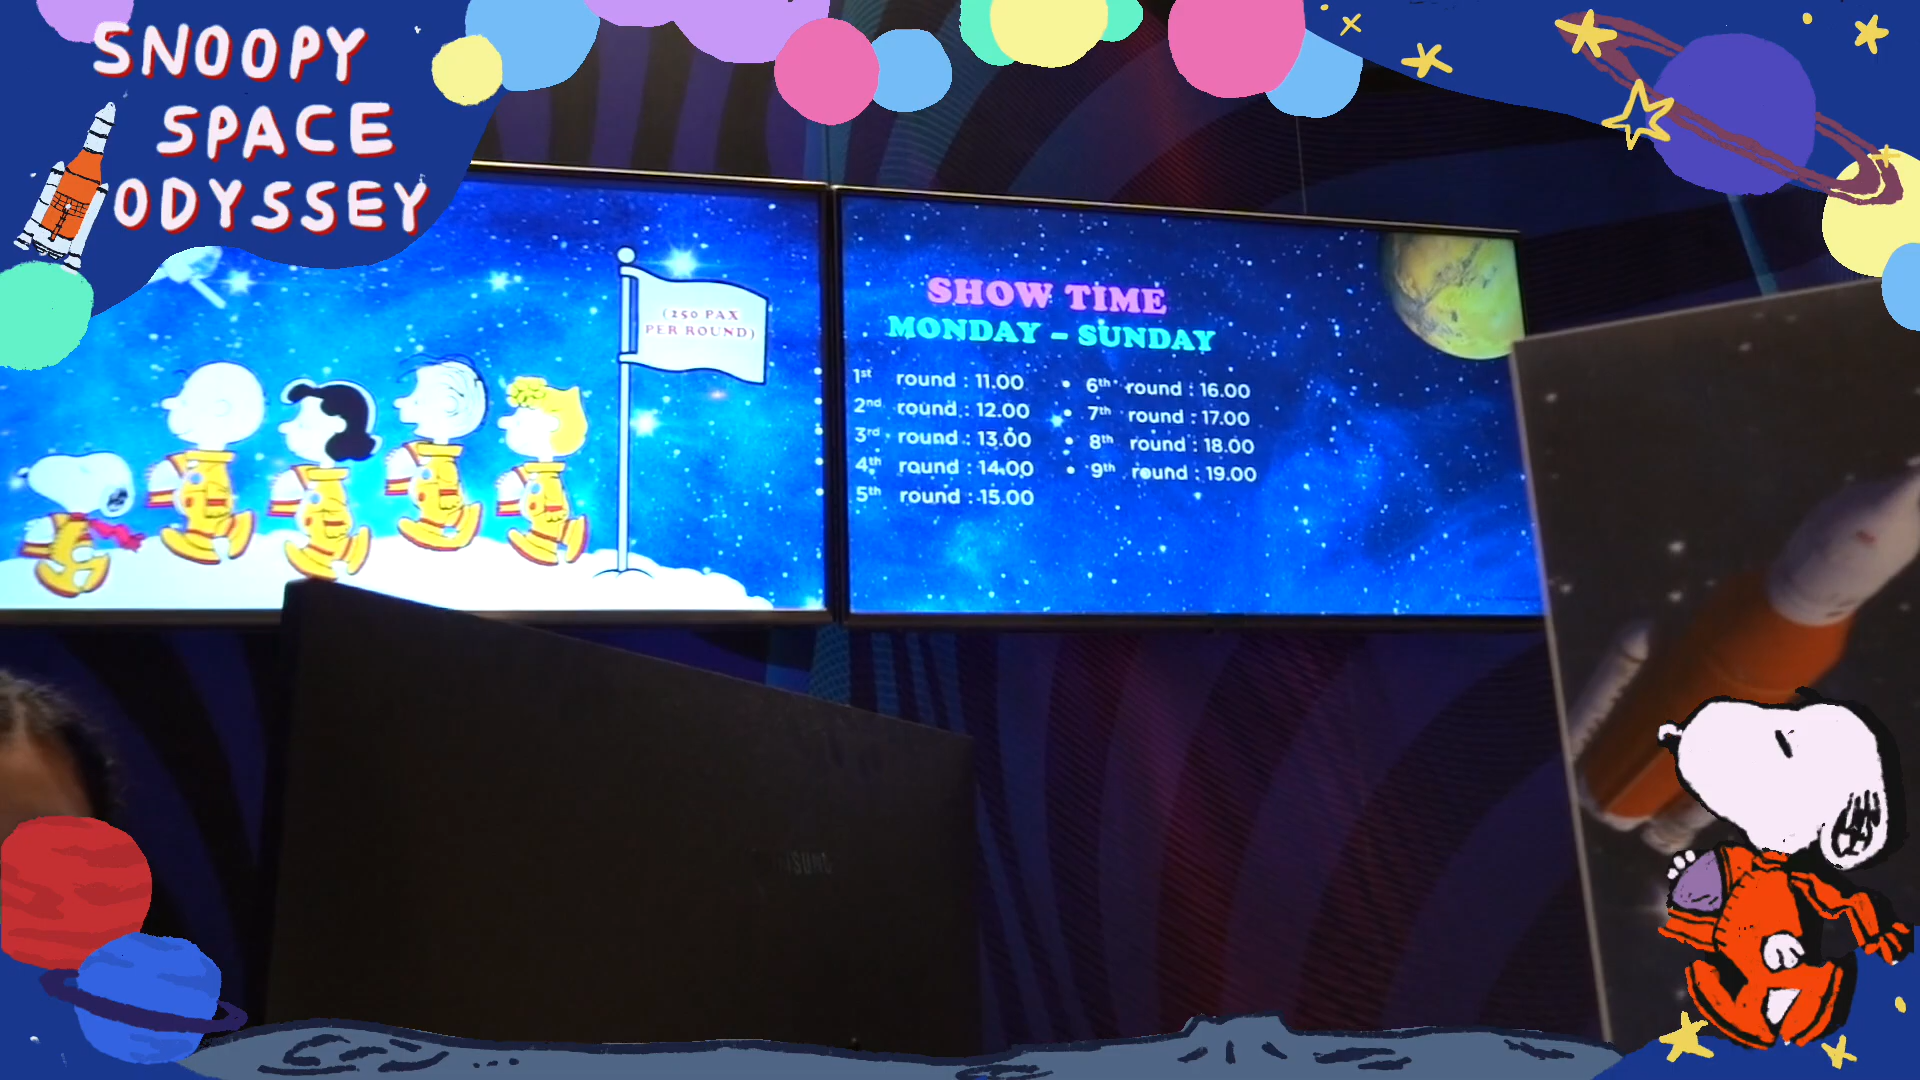 SNOOPY
SPACE
ODYSSEY
(250 PAX
PER ROUND)
SHOW TIME
MONDAY – SUNDAY
1st round : 11.00
2nd round : 12.00
3rd round : 13.00
4th round : 14.00
5th round : 15.00
• 6th round : 16.00
• 7th round : 17.00
• 8th round : 18.00
• 9th round : 19.00